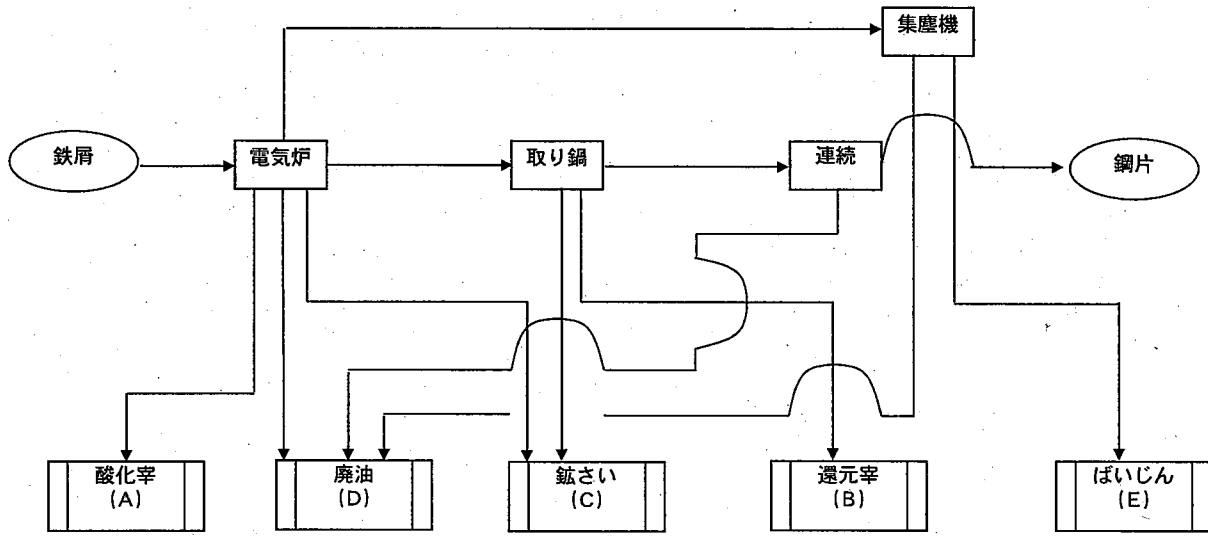 集塵機
鉄屑
電気炉
取り鍋
連続
鋼片
酸化宰
(A)
廃油
(D)
鉱さい
(C)
還元宰
(B)
ばいじん
(E)